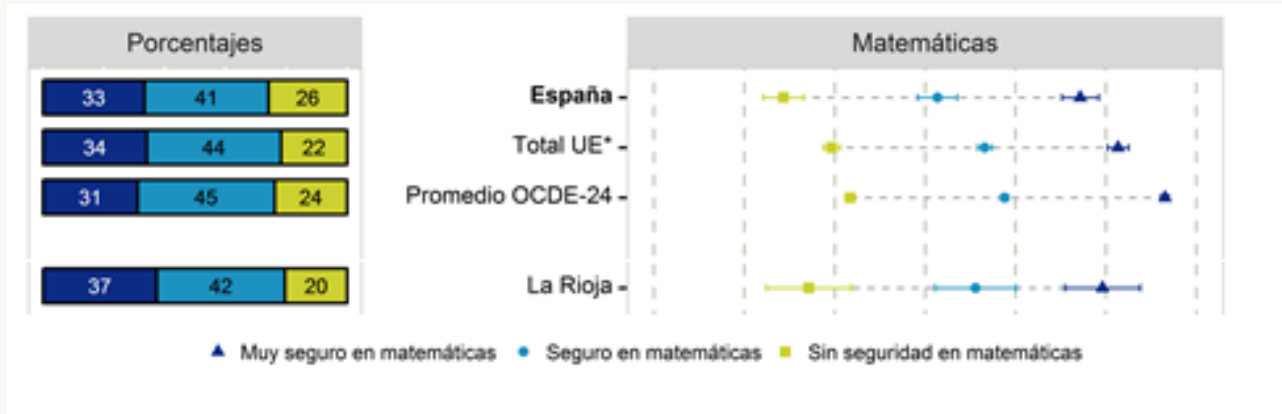 Porcentajes
Matemáticas
33 41 26
España
34 44 22
Total UE*
31 45 24
Promedio OCDE-24
37 42 20
La Rioja
Muy seguro en matemáticas Seguro en matemáticas Sin seguridad en matemáticas